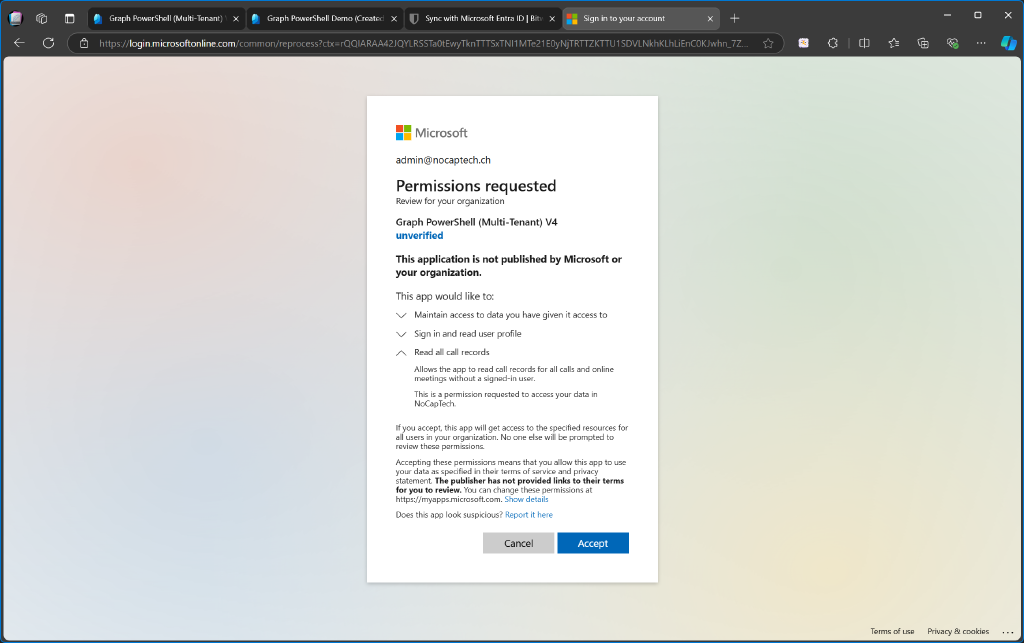 Graph PowerShell (Multi-Tenant)
Graph PowerShell Demo (Created
Sync with Microsoft Entra ID | Bit
Sign in to your account
Microsoft
admin@nocaptech.ch
Permissions requested
Review for your organization
Graph PowerShell (Multi-Tenant) V4
unverified
This application is not published by Microsoft or
your organization.
This app would like to:
Maintain access to data you have given it access to
Sign in and read user profile
Read all call records
Allows the app to read call records for all calls and online
meetings without a signed-in user.
This is a permission requested to access your data in
NoCapTech.
If you accept, this app will get access to the specified resources for
all users in your organization. No one else will be prompted to
review these permissions.
Accepting these permissions means that you allow this app to use
your data as specified in their terms of service and privacy
statement. The publisher has not provided links to their terms
for you to review. You can change these permissions at
https://myapps.microsoft.com. Show details
Does this app look suspicious? Report it here
Cancel Accept
Terms of use Privacy & cookies ...